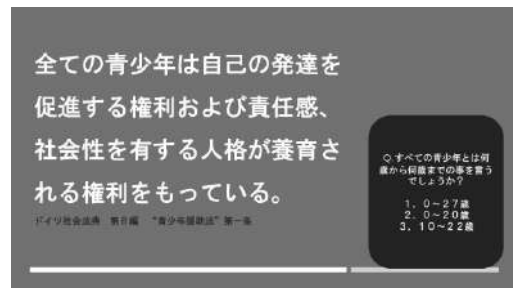 全ての青少年は自己の発達を
促進する権利および責任感、
社会性を有する人格が養育さ
れる権利をもっている。
ドイツ社会法典 第8編 “青少年援助法” 第一条
Q.すべての青少年とは何
歳から何歳までの事を言う
でしょうか?
1. 0~27歳
2. 0~20歳
3. 10~22歳